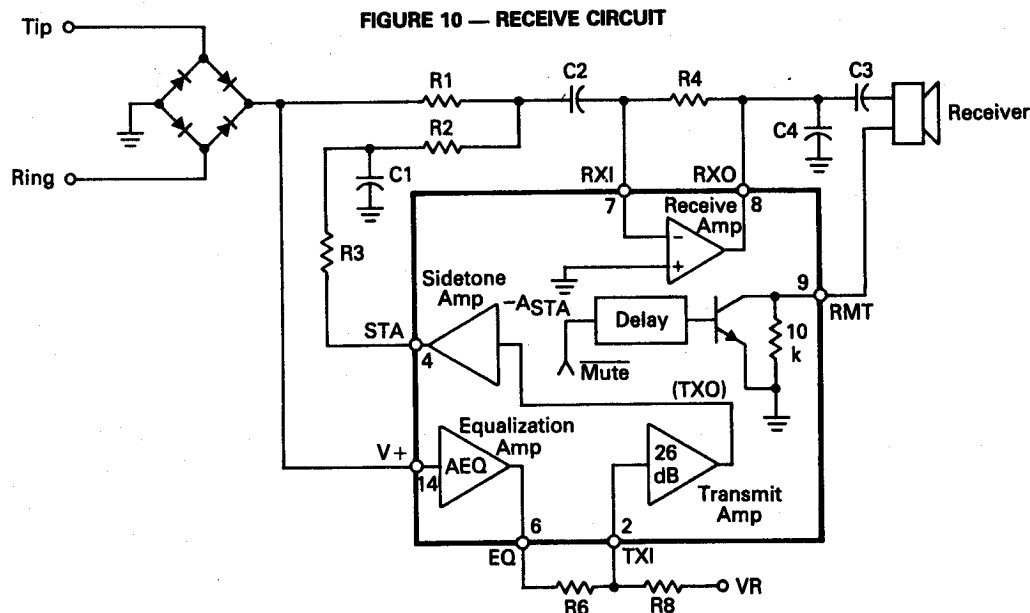 FIGURE 10 — RECEIVE CIRCUIT
Tip
R1
C2
R4
C3
Receiver
R2
C4
Ring
C1
RXI
RXO
7
8
Receive
Amp
−
+
R3
Sidetone
Amp
−ASTA
9
RMT
Delay
10
k
STA
4
Mute
(TXO)
Equalization
Amp
V+
AEQ
14
26
dB
Transmit
Amp
6
2
EQ
TXI
R6
R8
VR